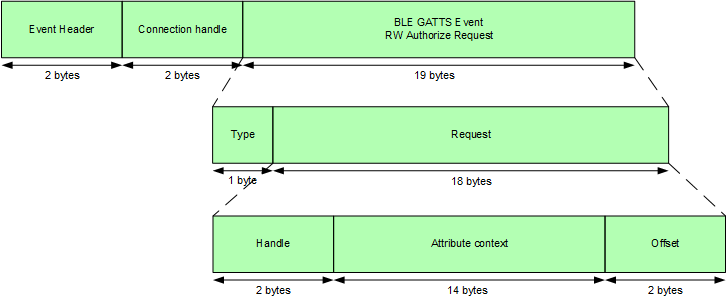 Event Header
Connection handle
BLE GATTS Event
RW Authorize Request
2 bytes
2 bytes
19 bytes
Type
Request
1 byte
18 bytes
Handle
Attribute context
Offset
2 bytes
14 bytes
2 bytes